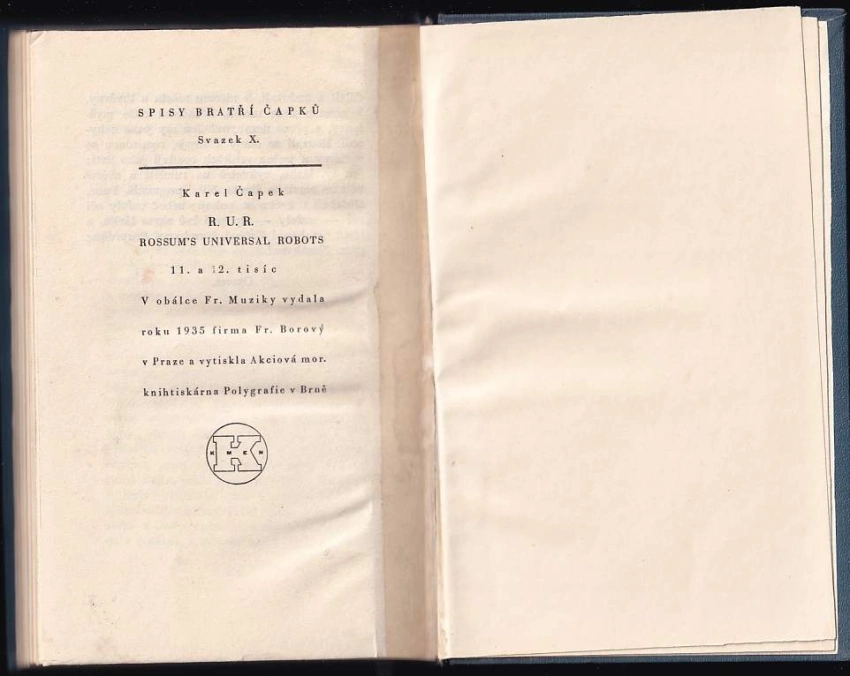 SPISY BRATŘÍ ČAPKŮ
Svazek X.
Karel Čapek
R. U. R.
ROSSUM'S UNIVERSAL ROBOTS
11. a 12. tisíc
V obálce Fr. Muziky vydala
roku 1935 firma Fr. Borový
v Praze a vytiskla Akciová mor.
knihtiskárna Polygrafie v Brně
K
KMEN